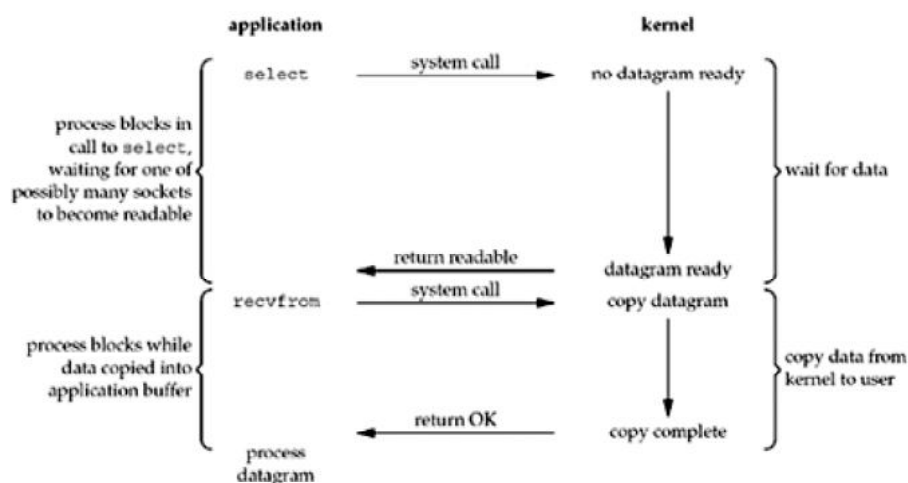 application
kernel
select
system call
no datagram ready
process blocks in
call to select,
waiting for one of
possibly many sockets
to become readable
wait for data
return readable
datagram ready
recvfrom
system call
copy datagram
process blocks while
data copied into
application buffer
copy data from
kernel to user
return OK
copy complete
process
datagram